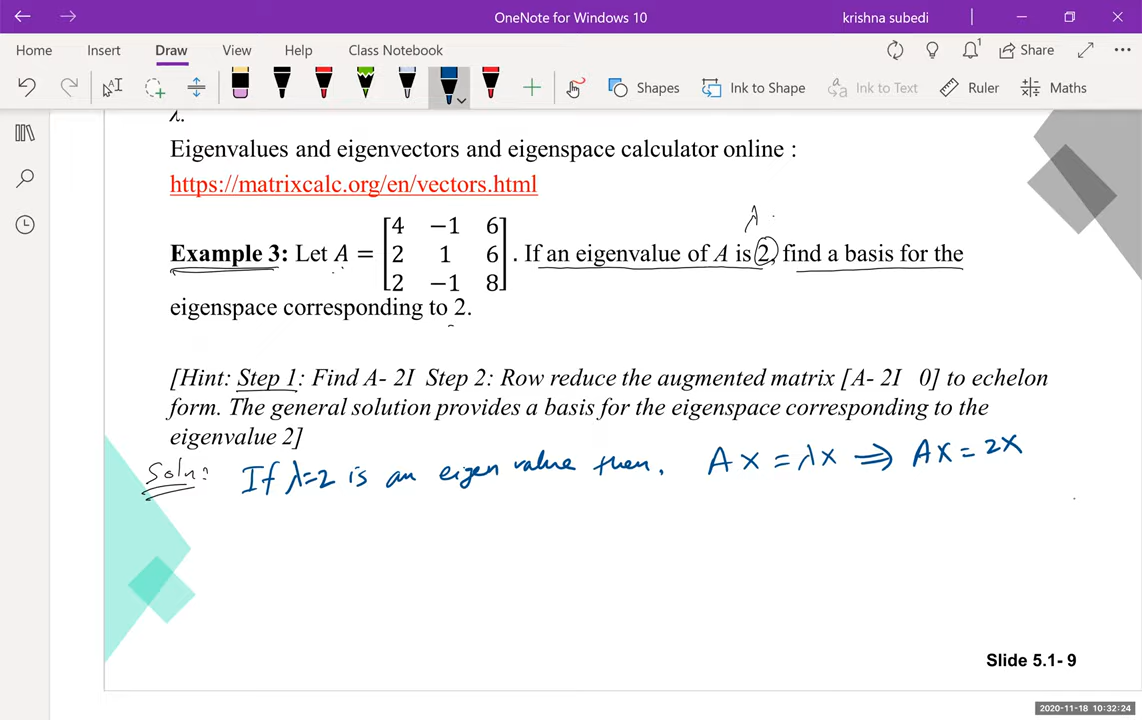 OneNote for Windows 10
krishna subedi
Home Insert Draw View Help Class Notebook
1
Share
AI
Shapes Ink to Shape a Ink to Text Ruler Maths
λ.
Eigenvalues and eigenvectors and eigenspace calculator online :
https://matrixcalc.org/en/vectors.html
λ
4 −1 6
Example 3: Let A = 2 1 6 . If an eigenvalue of A is 2, find a basis for the
2 −1 8
eigenspace corresponding to 2.
[Hint: Step 1: Find A- 2I Step 2: Row reduce the augmented matrix [A- 2I 0] to echelon
form. The general solution provides a basis for the eigenspace corresponding to the
eigenvalue 2]
Soln: If λ=2 is an eigen value then, AX = λX ⇒ AX = 2X
Slide 5.1- 9
2020-11-18 10:32:24